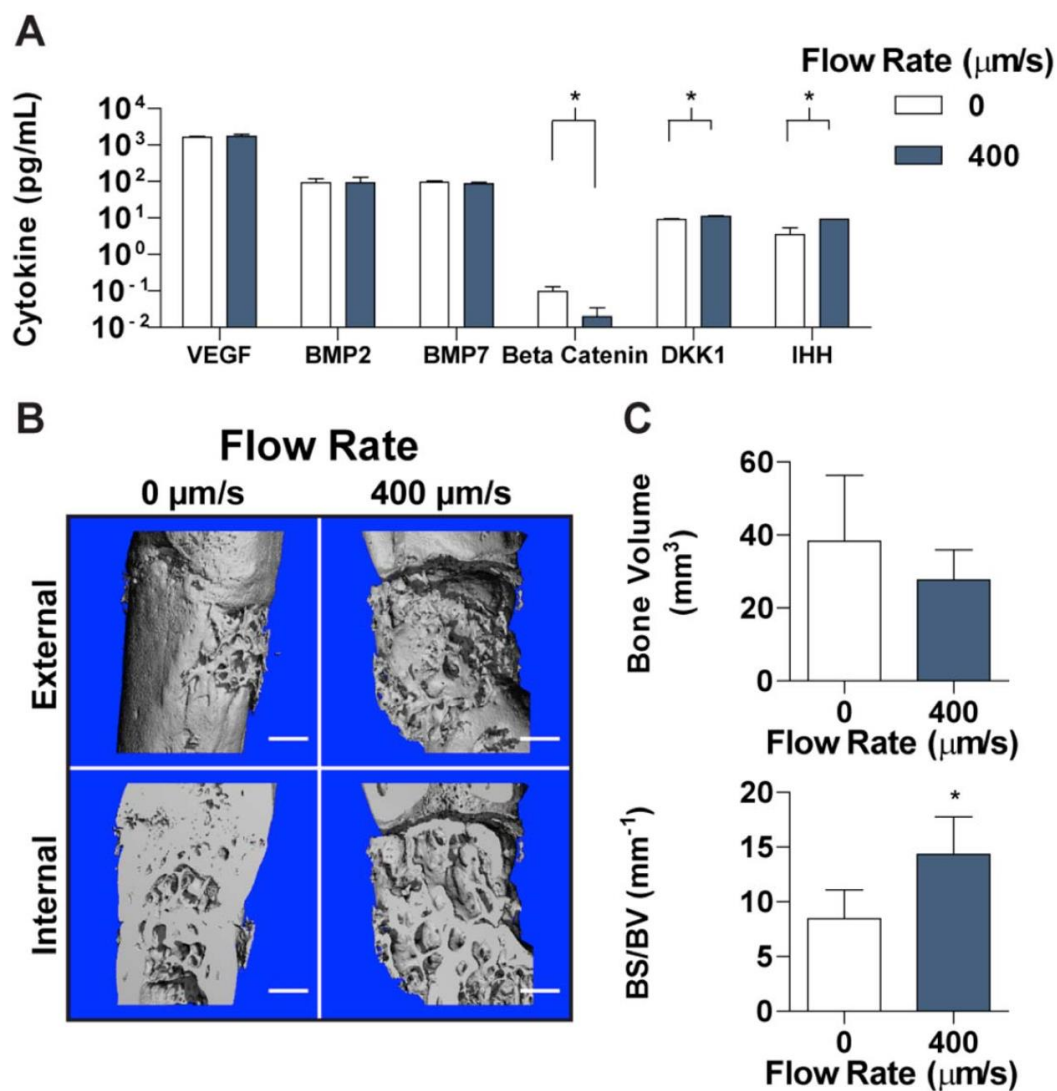 A
Flow Rate (μm/s)
0
400
Cytokine (pg/mL)
10⁴
10³
10²
10¹
10⁰
10⁻¹
10⁻²
*
*
*
VEGF BMP2 BMP7 Beta Catenin DKK1 IHH
B
Flow Rate
0 μm/s 400 μm/s
External
Internal
C
Bone Volume
(mm³)
60
40
20
0
0 400
Flow Rate (μm/s)
BS/BV (mm⁻¹)
20
15
10
5
0
*
0 400
Flow Rate (μm/s)